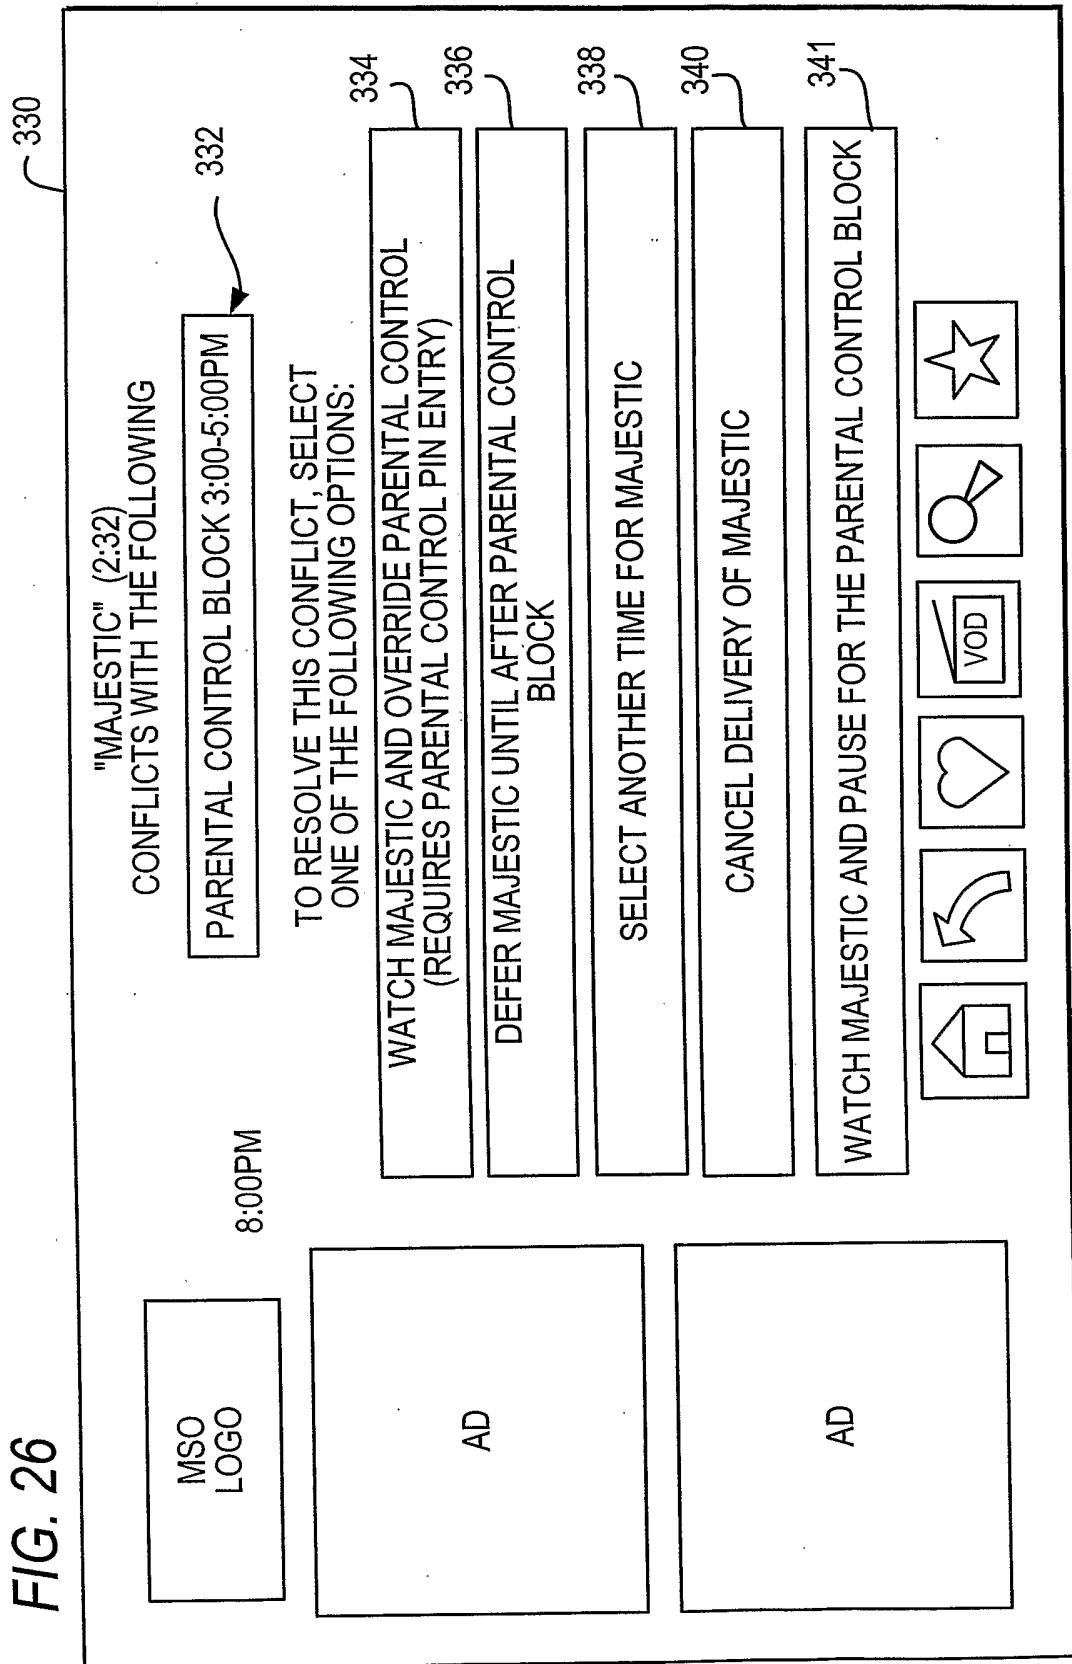 FIG. 26
330
MSO
LOGO
8:00PM
"MAJESTIC" (2:32)
CONFLICTS WITH THE FOLLOWING
PARENTAL CONTROL BLOCK 3:00-5:00PM
332
TO RESOLVE THIS CONFLICT, SELECT
ONE OF THE FOLLOWING OPTIONS:
WATCH MAJESTIC AND OVERRIDE PARENTAL CONTROL
(REQUIRES PARENTAL CONTROL PIN ENTRY)
334
DEFER MAJESTIC UNTIL AFTER PARENTAL CONTROL
BLOCK
336
SELECT ANOTHER TIME FOR MAJESTIC
338
CANCEL DELIVERY OF MAJESTIC
340
WATCH MAJESTIC AND PAUSE FOR THE PARENTAL CONTROL BLOCK
341
AD
AD
VOD